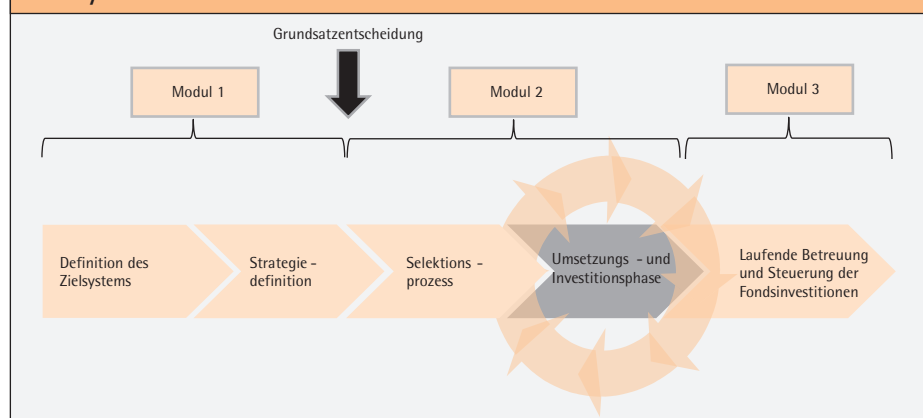 Grundsatzentscheidung
Modul 1
Modul 2
Modul 3
Definition des
Zielsystems
Strategie -
definition
Selektions -
prozess
Umsetzungs - und
Investitionsphase
Laufende Betreuung
und Steuerung der
Fondsinvestitionen